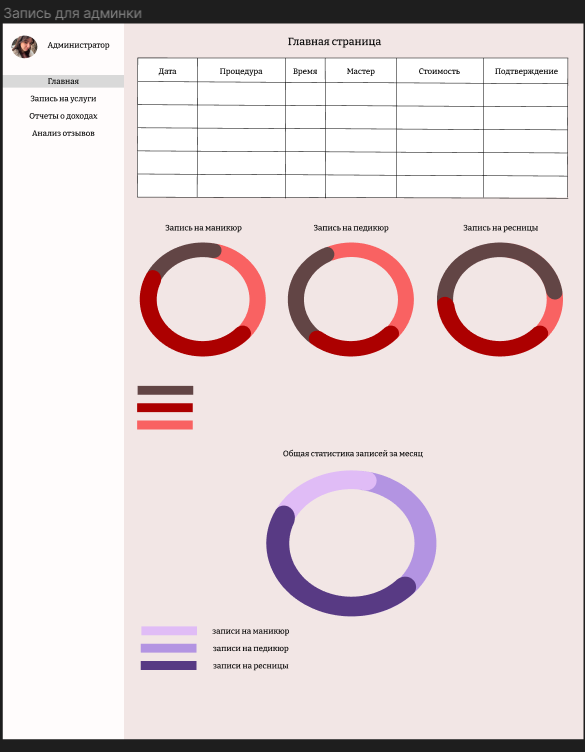 Запись для админки
Администратор
Главная
Запись на услуги
Отчеты о доходах
Анализ отзывов
Главная страница
Дата Процедура Время Мастер Стоимость Подтверждение
Запись на маникюр Запись на педикюр Запись на ресницы
Общая статистика записей за месяц
записи на маникюр
записи на педикюр
записи на ресницы